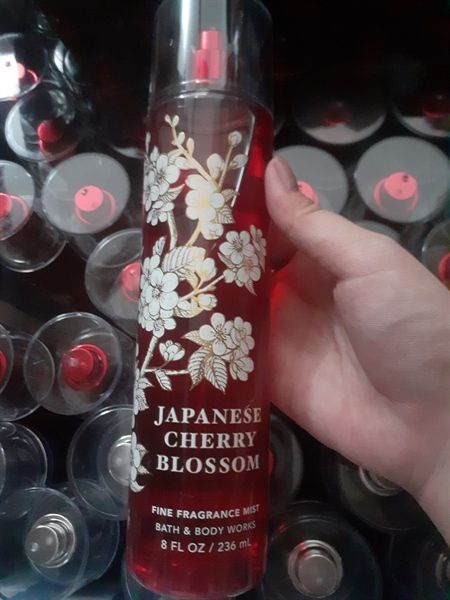 JAPANESE
CHERRY
BLOSSOM
FINE FRAGRANCE MIST
BATH & BODY WORKS
8 FL OZ / 236 mL